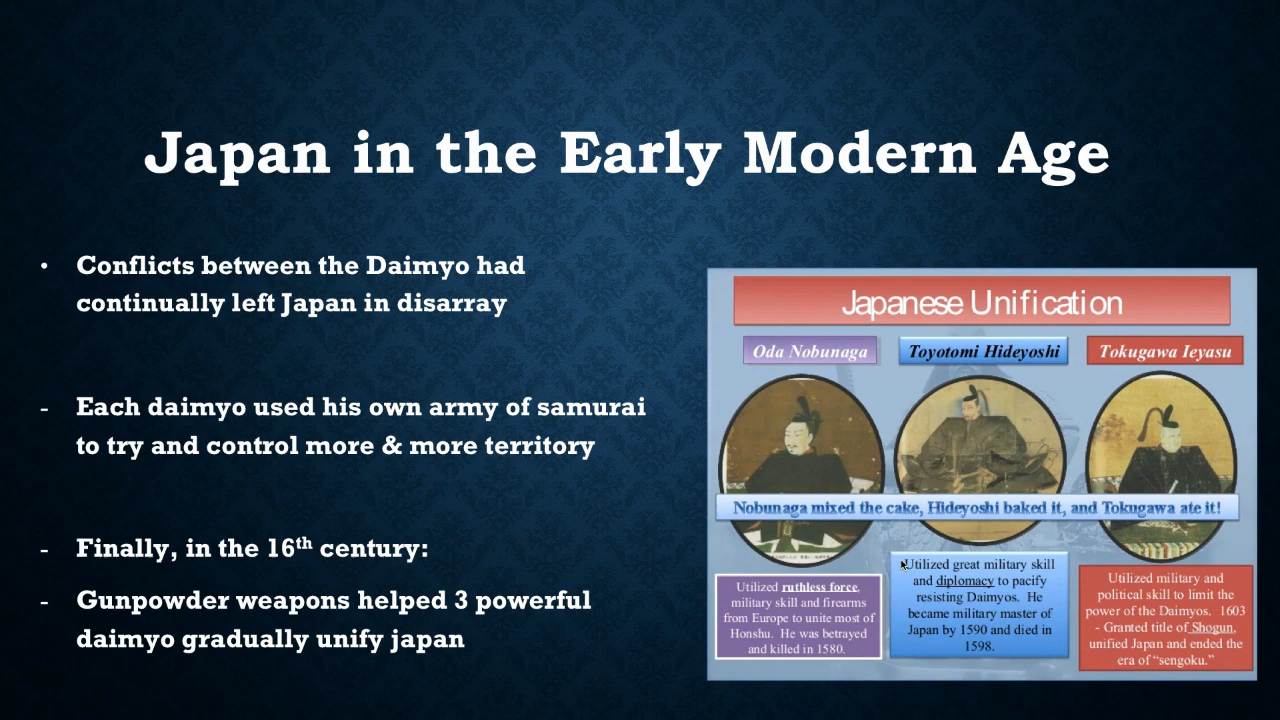 Japan in the Early Modern Age
• Conflicts between the Daimyo had
continually left Japan in disarray
- Each daimyo used his own army of samurai
to try and control more & more territory
- Finally, in the 16th century:
- Gunpowder weapons helped 3 powerful
daimyo gradually unify japan
Japanese Unification
Oda Nobunaga
Toyotomi Hideyoshi
Tokugawa Ieyasu
Nobunaga mixed the cake, Hideyoshi baked it, and Tokugawa ate it!
Utilized ruthless force,
military skill and firearms
from Europe to unite most of
Honshu. He was betrayed
and killed in 1580.
Utilized great military skill
and diplomacy to pacify
resisting Daimyos. He
became military master of
Japan by 1590 and died in
1598.
Utilized military and
political skill to limit the
power of the Daimyos. 1603
- Granted title of Shogun,
unified Japan and ended the
era of “sengoku.”